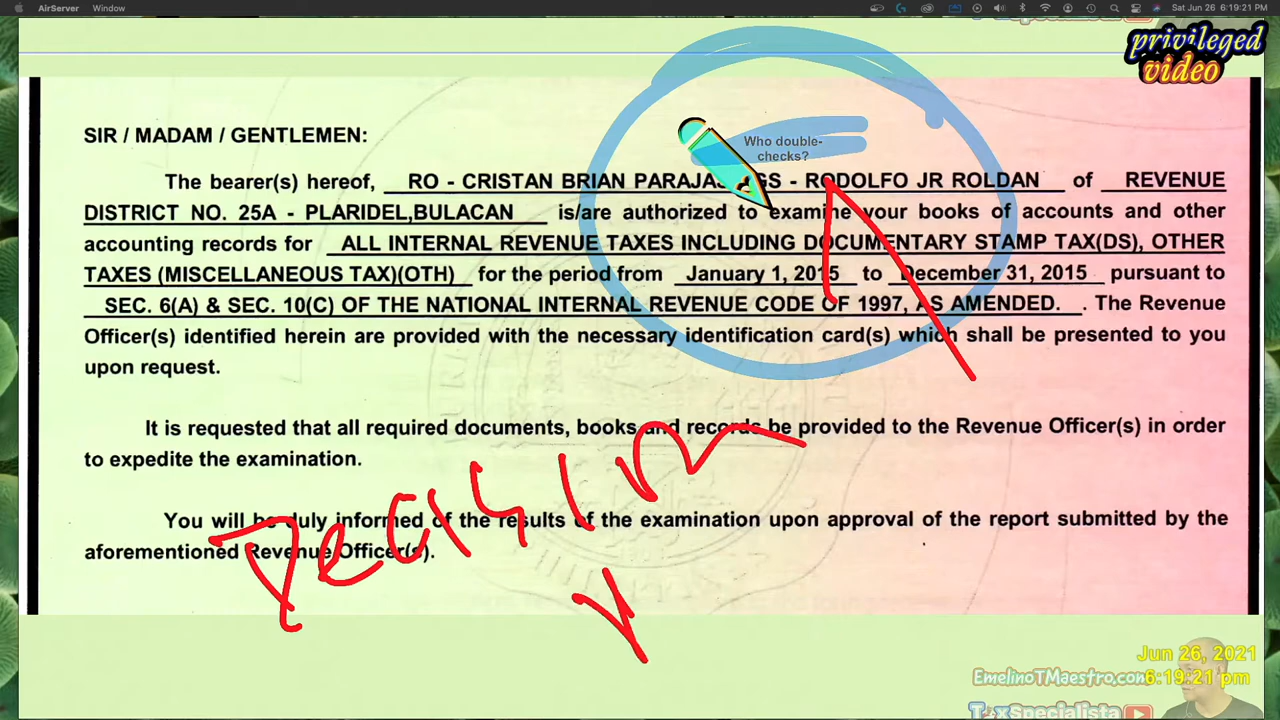 AirServer Window Sat Jun 26 6:19:21 PM
privileged
video
SIR / MADAM / GENTLEMEN:
Who double-
checks?
The bearer(s) hereof, RO - CRISTAN BRIAN PARAJAS GS - RODOLFO JR ROLDAN of REVENUE
DISTRICT NO. 25A - PLARIDEL,BULACAN is/are authorized to examine your books of accounts and other
accounting records for ALL INTERNAL REVENUE TAXES INCLUDING DOCUMENTARY STAMP TAX(DS), OTHER
TAXES (MISCELLANEOUS TAX)(OTH) for the period from January 1, 2015 to December 31, 2015 pursuant to
SEC. 6(A) & SEC. 10(C) OF THE NATIONAL INTERNAL REVENUE CODE OF 1997, AS AMENDED. . The Revenue
Officer(s) identified herein are provided with the necessary identification card(s) which shall be presented to you
upon request.
It is requested that all required documents, books and records be provided to the Revenue Officer(s) in order
to expedite the examination.
You will be duly informed of the results of the examination upon approval of the report submitted by the
aforementioned Revenue Officer(s).
Decision
Jun 26, 2021
EmelinoTMaestro.com
6:19:21 pm
TaxSpecialista